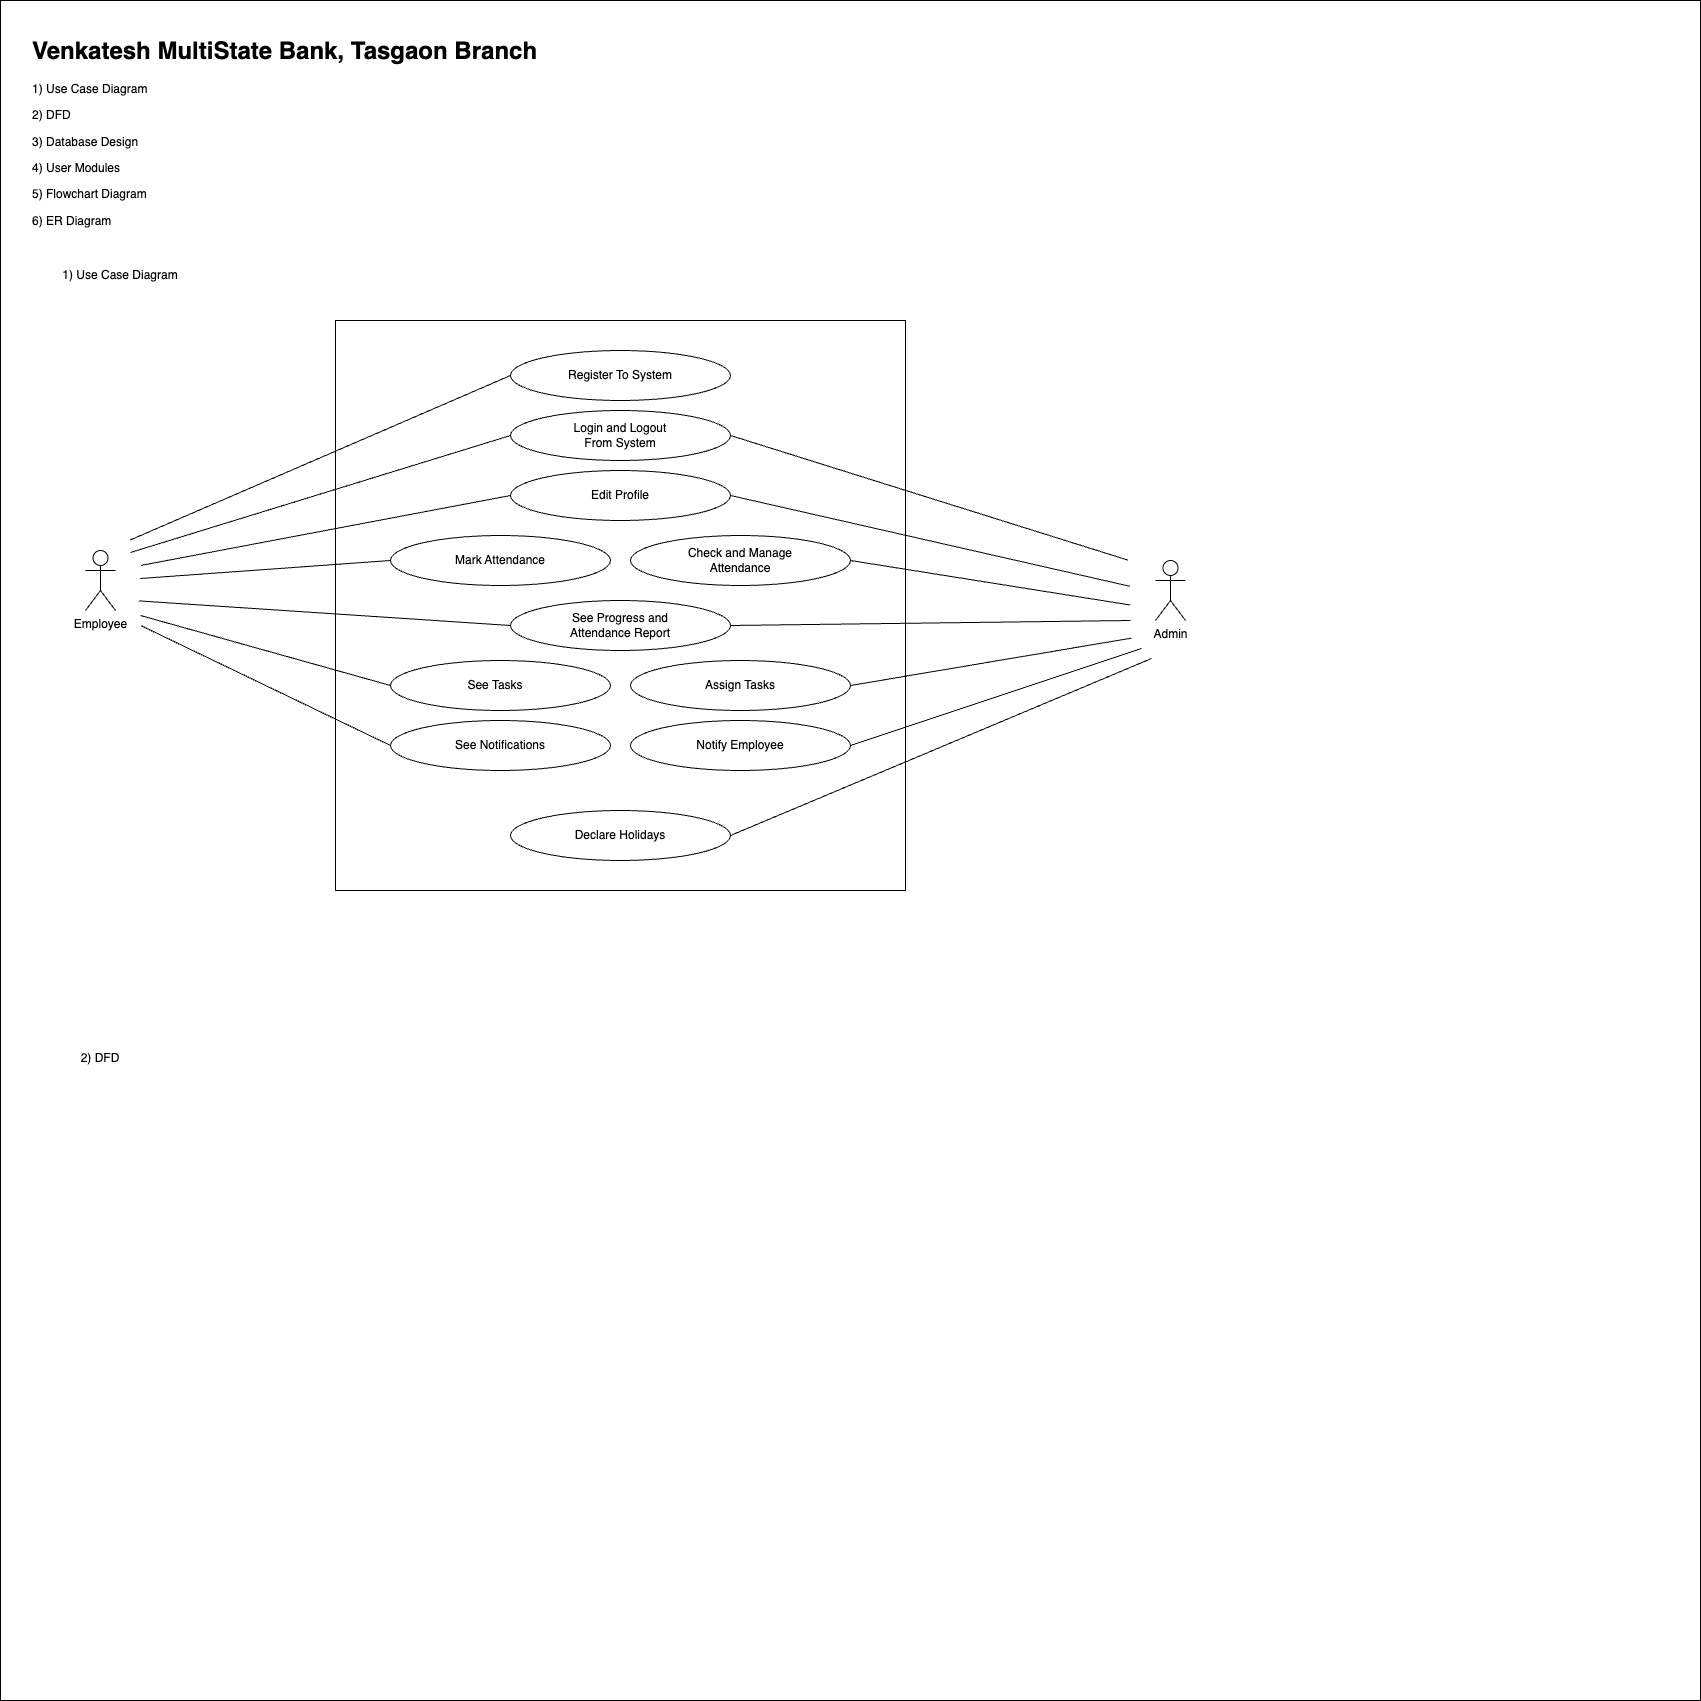 Venkatesh MultiState Bank, Tasgaon Branch
1) Use Case Diagram
2) DFD
3) Database Design
4) User Modules
5) Flowchart Diagram
6) ER Diagram
1) Use Case Diagram
Register To System
Login and Logout
From System
Edit Profile
Mark Attendance
Check and Manage
Attendance
Employee
See Progress and
Attendance Report
Admin
See Tasks
Assign Tasks
See Notifications
Notify Employee
Declare Holidays
2) DFD